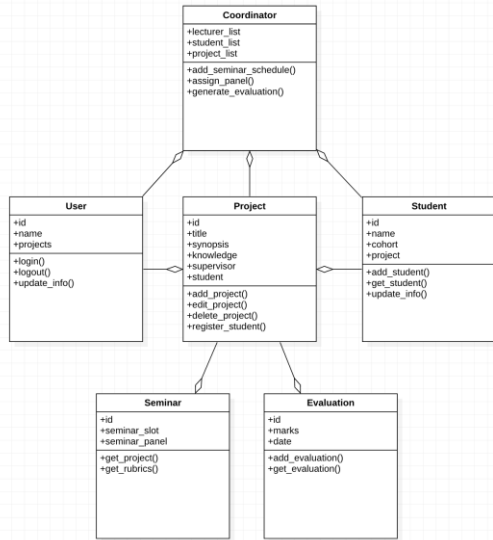 Coordinator
+lecturer_list
+student_list
+project_list
+add_seminar_schedule()
+assign_panel()
+generate_evaluation()
User
+id
+name
+projects
+login()
+logout()
+update_info()
Project
+id
+title
+synopsis
+knowledge
+supervisor
+student
+add_project()
+edit_project()
+delete_project()
+register_student()
Student
+id
+name
+cohort
+project
+add_student()
+get_student()
+update_info()
Seminar
+id
+seminar_slot
+seminar_panel
+get_project()
+get_rubrics()
Evaluation
+id
+marks
+date
+add_evaluation()
+get_evaluation()